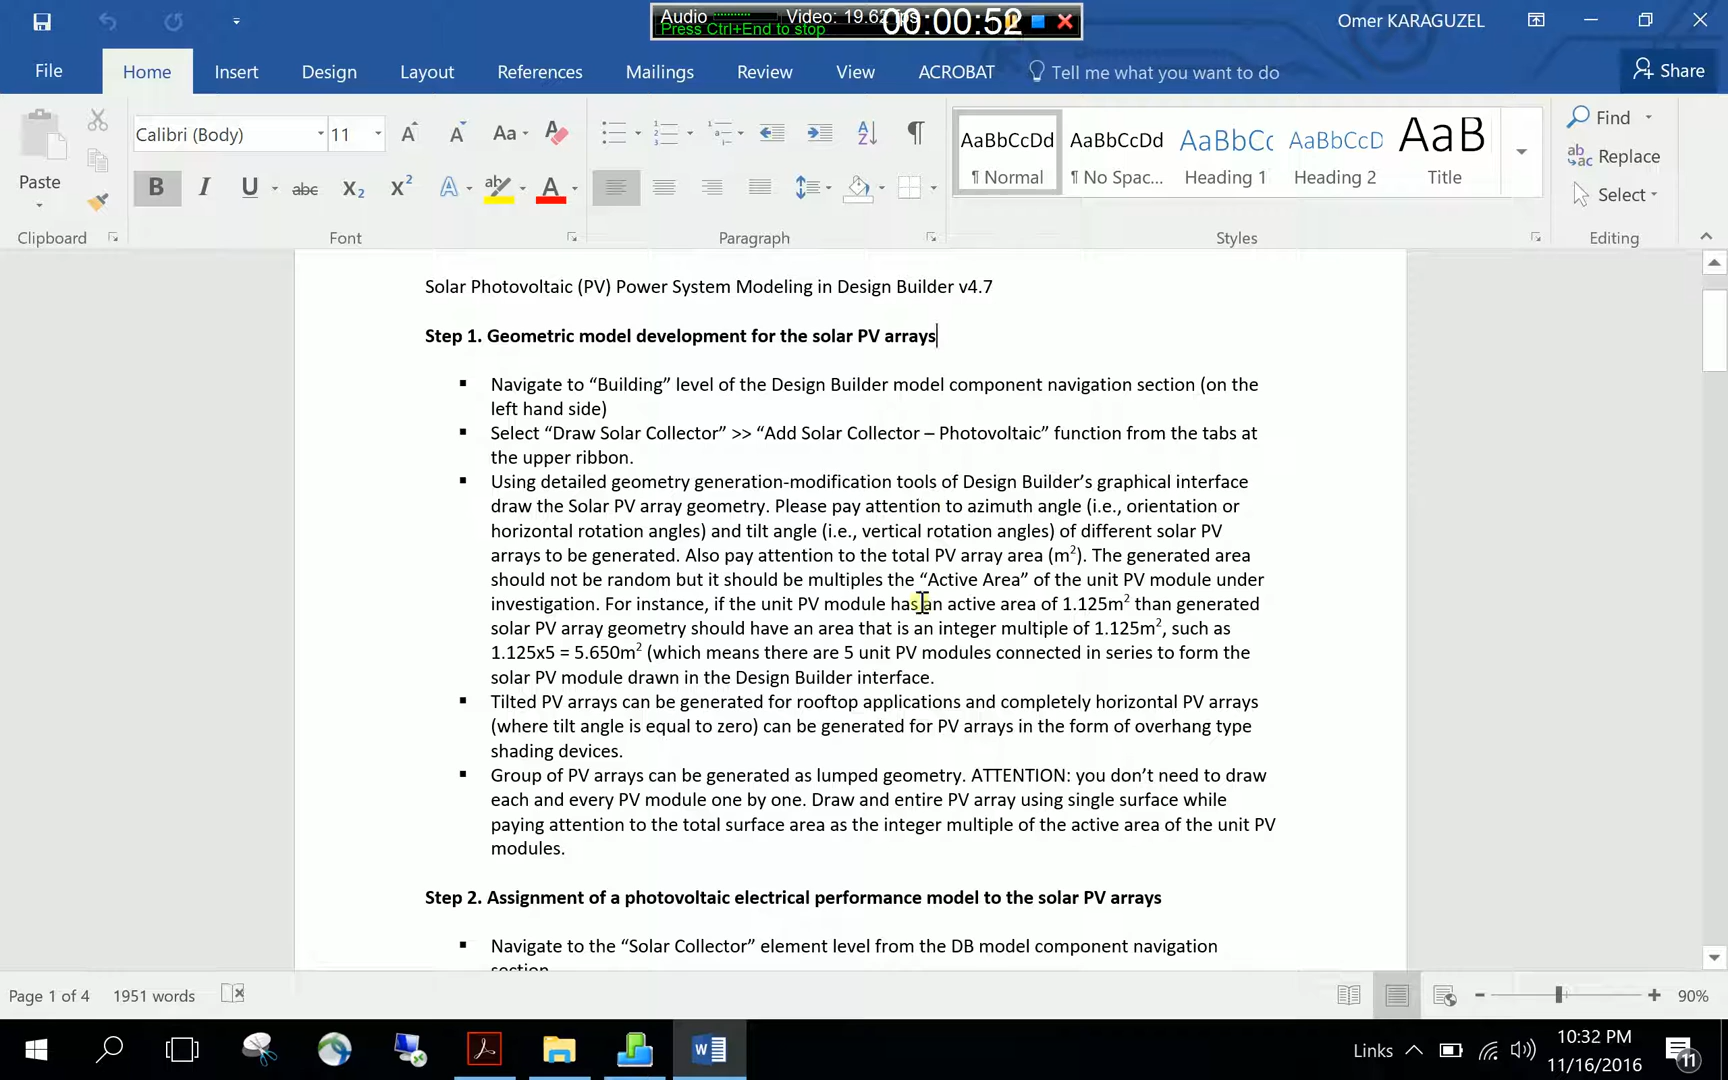 Audio Video: 19.62 fps 00:00:52
Press Ctrl+End to stop
Omer KARAGUZEL
File Home Insert Design Layout References Mailings Review View ACROBAT Tell me what you want to do Share
Paste
Calibri (Body) 11
Aa
B I U abc X2 X2 A ab A
AaBbCcDd AaBbCcDd AaBbCc AaBbCcD AaB
¶ Normal ¶ No Spac... Heading 1 Heading 2 Title
Find
Replace
Select
Clipboard Font Paragraph Styles Editing
Solar Photovoltaic (PV) Power System Modeling in Design Builder v4.7
Step 1. Geometric model development for the solar PV arrays
▪ Navigate to “Building” level of the Design Builder model component navigation section (on the
left hand side)
▪ Select “Draw Solar Collector” >> “Add Solar Collector – Photovoltaic” function from the tabs at
the upper ribbon.
▪ Using detailed geometry generation-modification tools of Design Builder’s graphical interface
draw the Solar PV array geometry. Please pay attention to azimuth angle (i.e., orientation or
horizontal rotation angles) and tilt angle (i.e., vertical rotation angles) of different solar PV
arrays to be generated. Also pay attention to the total PV array area (m²). The generated area
should not be random but it should be multiples the “Active Area” of the unit PV module under
investigation. For instance, if the unit PV module has an active area of 1.125m² than generated
solar PV array geometry should have an area that is an integer multiple of 1.125m², such as
1.125x5 = 5.650m² (which means there are 5 unit PV modules connected in series to form the
solar PV module drawn in the Design Builder interface.
▪ Tilted PV arrays can be generated for rooftop applications and completely horizontal PV arrays
(where tilt angle is equal to zero) can be generated for PV arrays in the form of overhang type
shading devices.
▪ Group of PV arrays can be generated as lumped geometry. ATTENTION: you don’t need to draw
each and every PV module one by one. Draw and entire PV array using single surface while
paying attention to the total surface area as the integer multiple of the active area of the unit PV
modules.
Step 2. Assignment of a photovoltaic electrical performance model to the solar PV arrays
▪ Navigate to the “Solar Collector” element level from the DB model component navigation
section
Page 1 of 4 1951 words 90%
Links 10:32 PM
11/16/2016 11